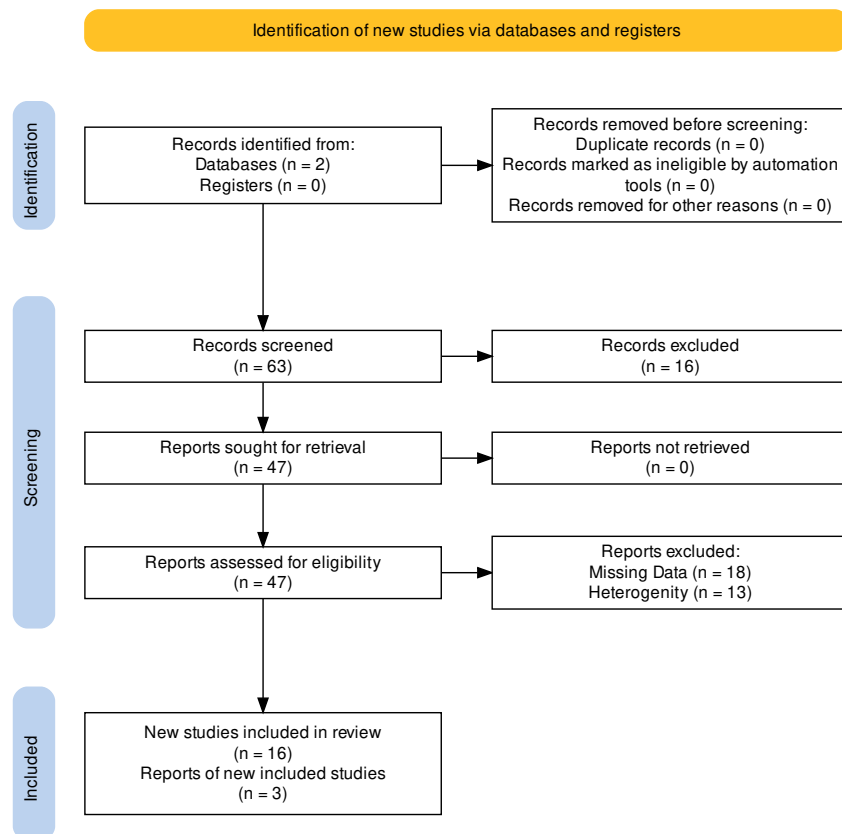 Identification of new studies via databases and registers
Identification
Records identified from:
Databases (n = 2)
Registers (n = 0)
Records removed before screening:
Duplicate records (n = 0)
Records marked as ineligible by automation
tools (n = 0)
Records removed for other reasons (n = 0)
Screening
Records screened
(n = 63)
Records excluded
(n = 16)
Reports sought for retrieval
(n = 47)
Reports not retrieved
(n = 0)
Reports assessed for eligibility
(n = 47)
Reports excluded:
Missing Data (n = 18)
Heterogenity (n = 13)
Included
New studies included in review
(n = 16)
Reports of new included studies
(n = 3)